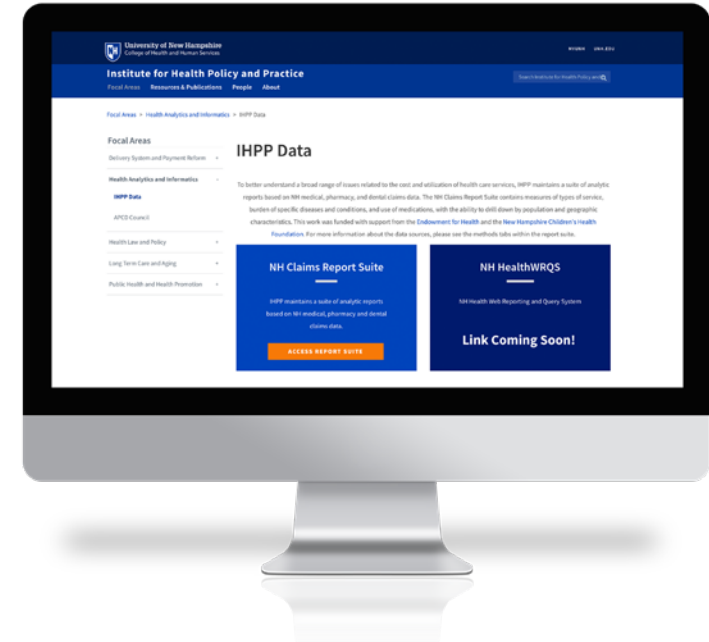 University of New Hampshire
College of Health and Human Services
MYUNH UNH.EDU
Institute for Health Policy and Practice
Search Institute for Health Policy and
Focal Areas Resources & Publications People About
Focal Areas » Health Analytics and Informatics » IHPP Data
Focal Areas
Delivery System and Payment Reform +
Health Analytics and Informatics -
IHPP Data
APCD Council
Health Law and Policy +
Long Term Care and Aging +
Public Health and Health Promotion +
IHPP Data
To better understand a broad range of issues related to the cost and utilization of health care services, IHPP maintains a suite of analytic
reports based on NH medical, pharmacy, and dental claims data. The NH Claims Report Suite contains measures of types of service,
burden of specific diseases and conditions, and use of medications, with the ability to drill down by population and geographic
characteristics. This work was funded with support from the Endowment for Health and the New Hampshire Children's Health
Foundation. For more information about the data sources, please see the methods tabs within the report suite.
NH Claims Report Suite
IHPP maintains a suite of analytic reports
based on NH medical, pharmacy and dental
claims data.
ACCESS REPORT SUITE
NH HealthWRQS
NH Health Web Reporting and Query System
Link Coming Soon!